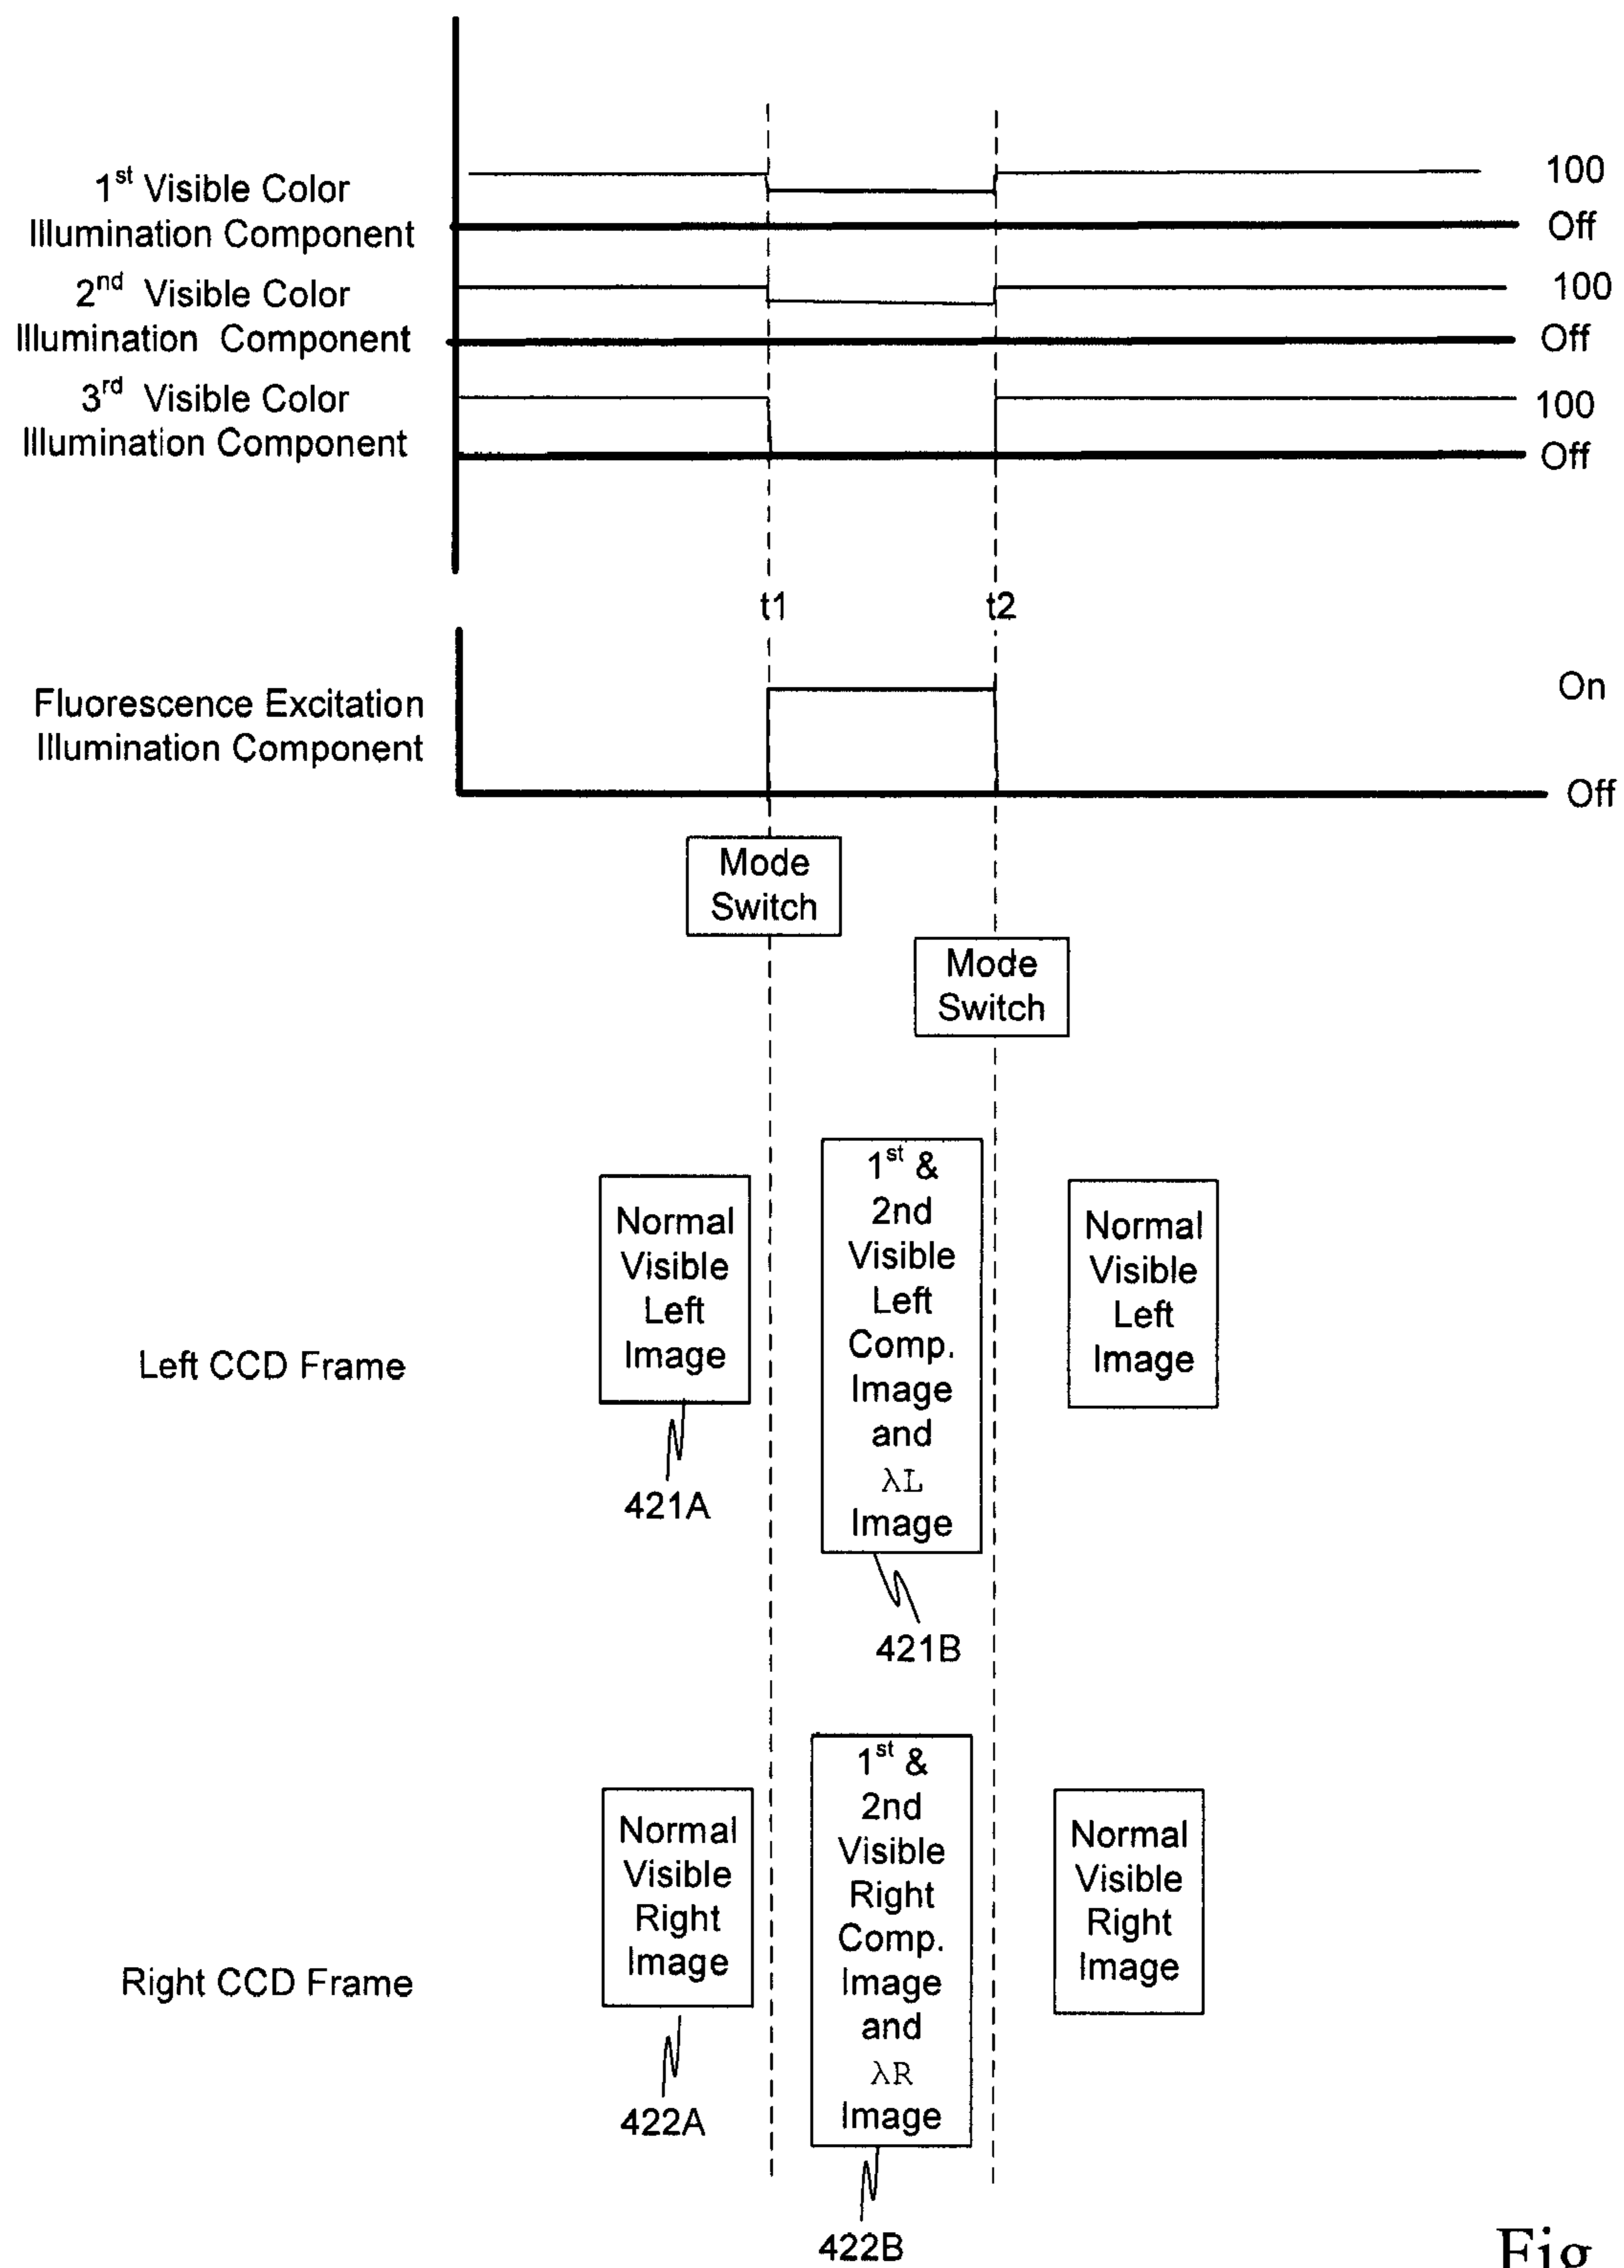 1st Visible Color
Illumination Component
100
Off
2nd Visible Color
Illumination Component
100
Off
3rd Visible Color
Illumination Component
100
Off
t1
t2
Fluorescence Excitation
Illumination Component
On
Off
Mode
Switch
Mode
Switch
Left CCD Frame
Normal
Visible
Left
Image
421A
1st &
2nd
Visible
Left
Comp.
Image
and
λL
Image
421B
Normal
Visible
Left
Image
Right CCD Frame
Normal
Visible
Right
Image
422A
1st &
2nd
Visible
Right
Comp.
Image
and
λR
Image
422B
Normal
Visible
Right
Image
Fig